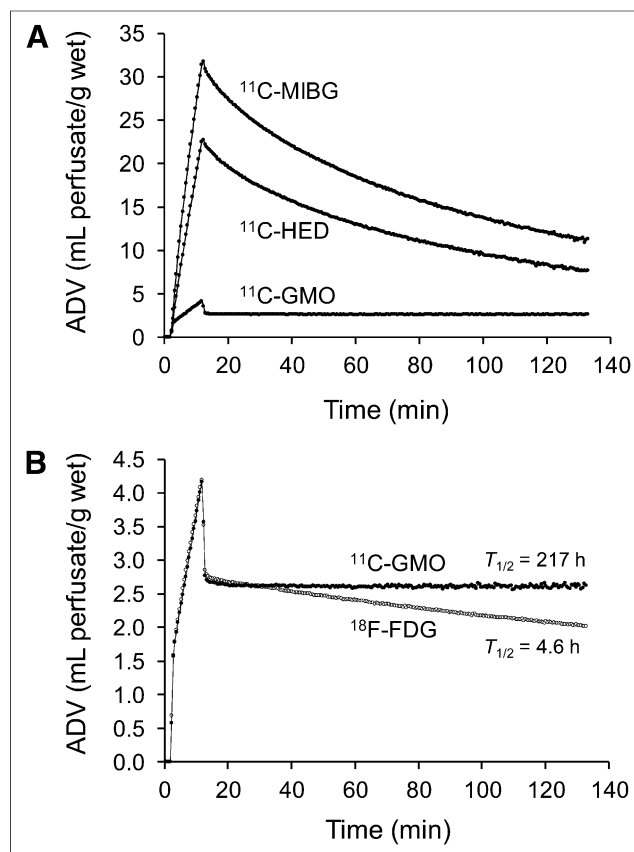 A
ADV (mL perfusate/g wet)
35
30
25
20
15
10
5
0
¹¹C-MIBG
¹¹C-HED
¹¹C-GMO
0 20 40 60 80 100 120 140
Time (min)
B
ADV (mL perfusate/g wet)
4.5
4.0
3.5
3.0
2.5
2.0
1.5
1.0
0.5
0.0
¹¹C-GMO T1/2 = 217 h
¹⁸F-FDG
T1/2 = 4.6 h
0 20 40 60 80 100 120 140
Time (min)